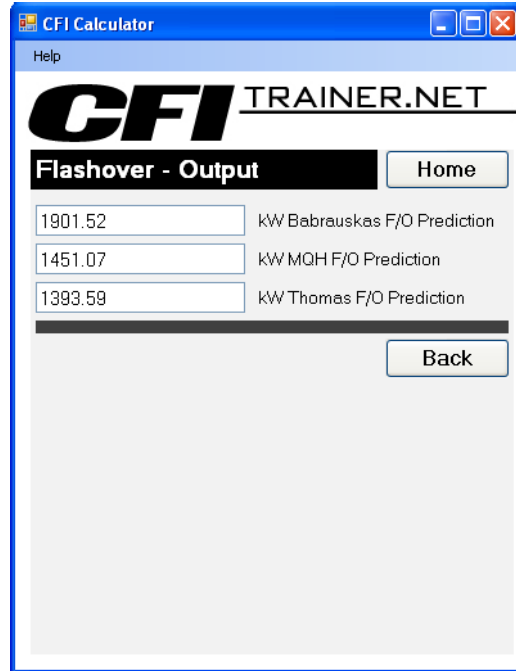 CFI Calculator
Help
CFI TRAINER.NET
Flashover - Output Home
1901.52 kW Babrauskas F/O Prediction
1451.07 kW MQH F/O Prediction
1393.59 kW Thomas F/O Prediction
Back